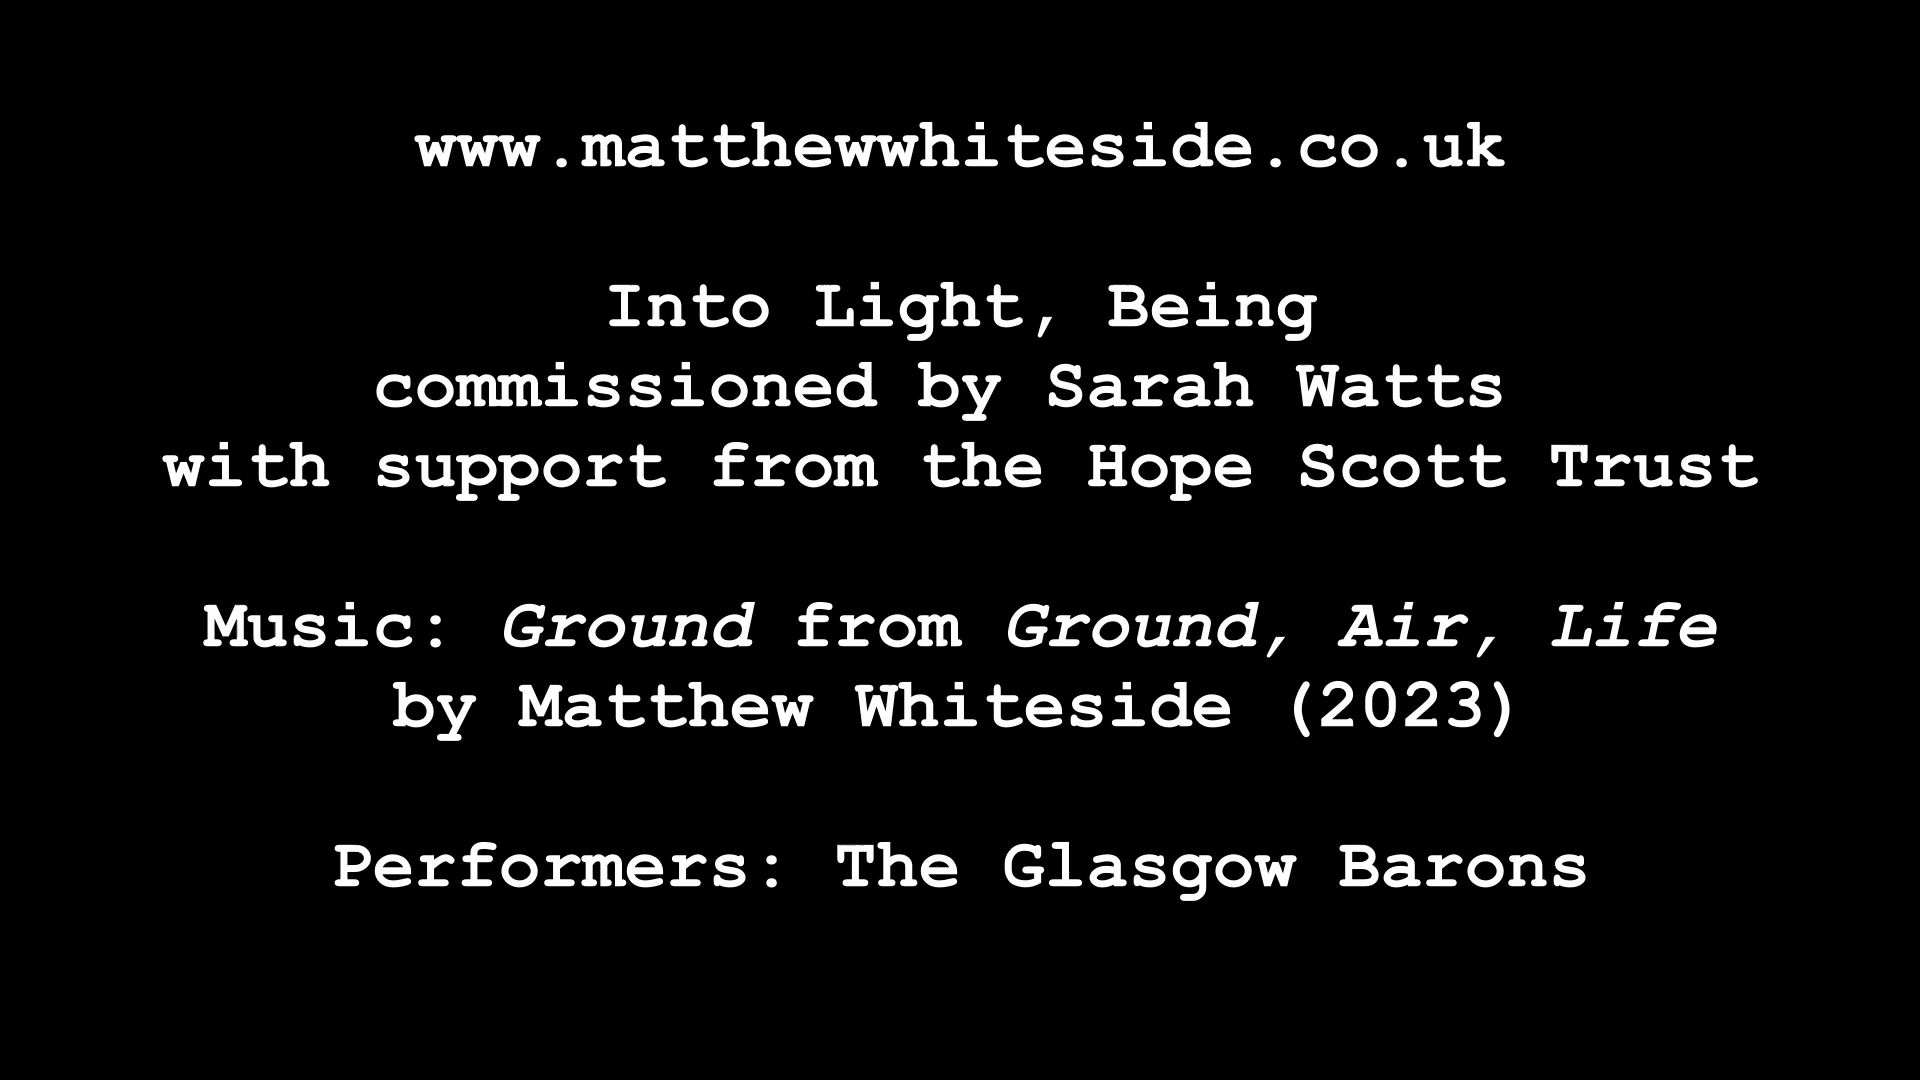 www.matthewwhiteside.co.uk
Into Light, Being
commissioned by Sarah Watts
with support from the Hope Scott Trust
Music: Ground from Ground, Air, Life
by Matthew Whiteside (2023)
Performers: The Glasgow Barons